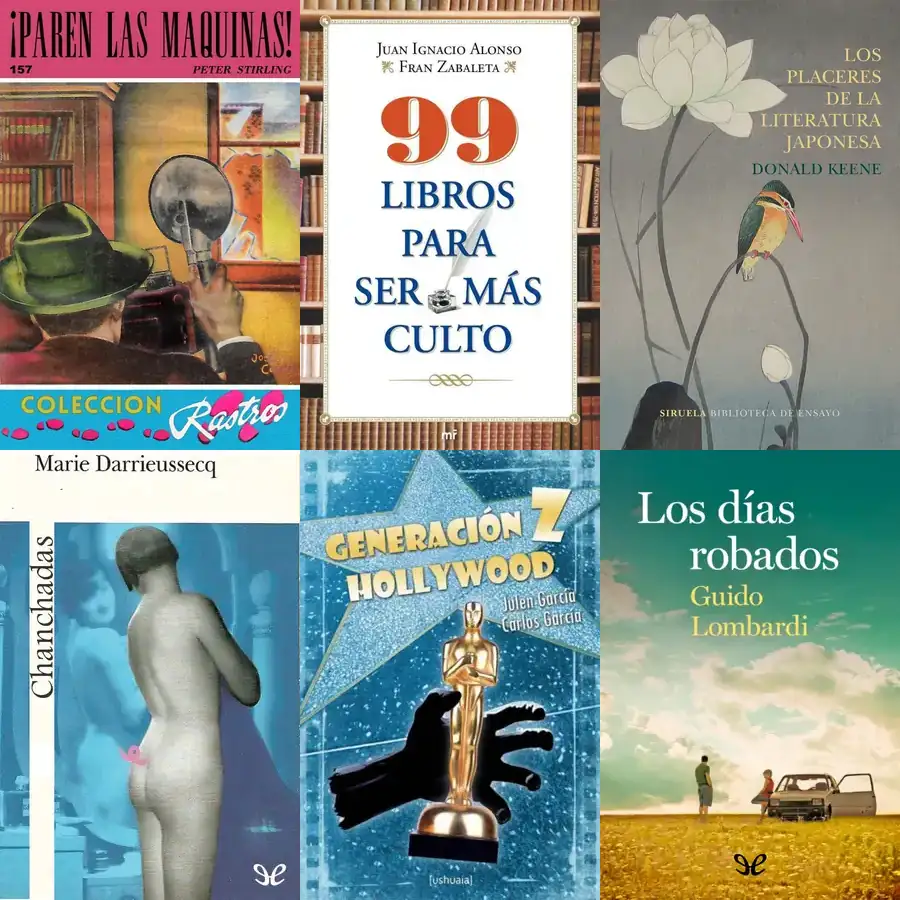 ¡PAREN LAS MAQUINAS!
157
PETER STIRLING
COLECCION
Rastros
JUAN IGNACIO ALONSO
FRAN ZABALETA
99
LIBROS
PARA
SER MÁS
CULTO
mr
LOS
PLACERES
DE LA
LITERATURA
JAPONESA
DONALD KEENE
SIRUELA BIBLIOTECA DE ENSAYO
Marie Darrieussecq
Chanchadas
GENERACIÓN Z
HOLLYWOOD
Julen García
Carlos García
[ushuaia]
Los días
robados
Guido
Lombardi